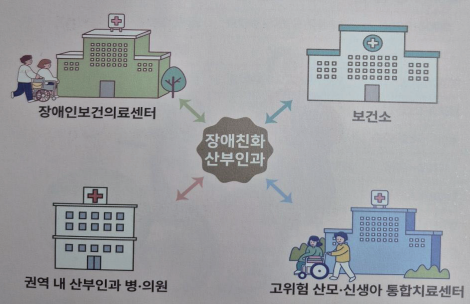 장애인보건의료센터
보건소
장애친화
산부인과
권역 내 산부인과 병·의원
고위험 산모·신생아 통합치료센터